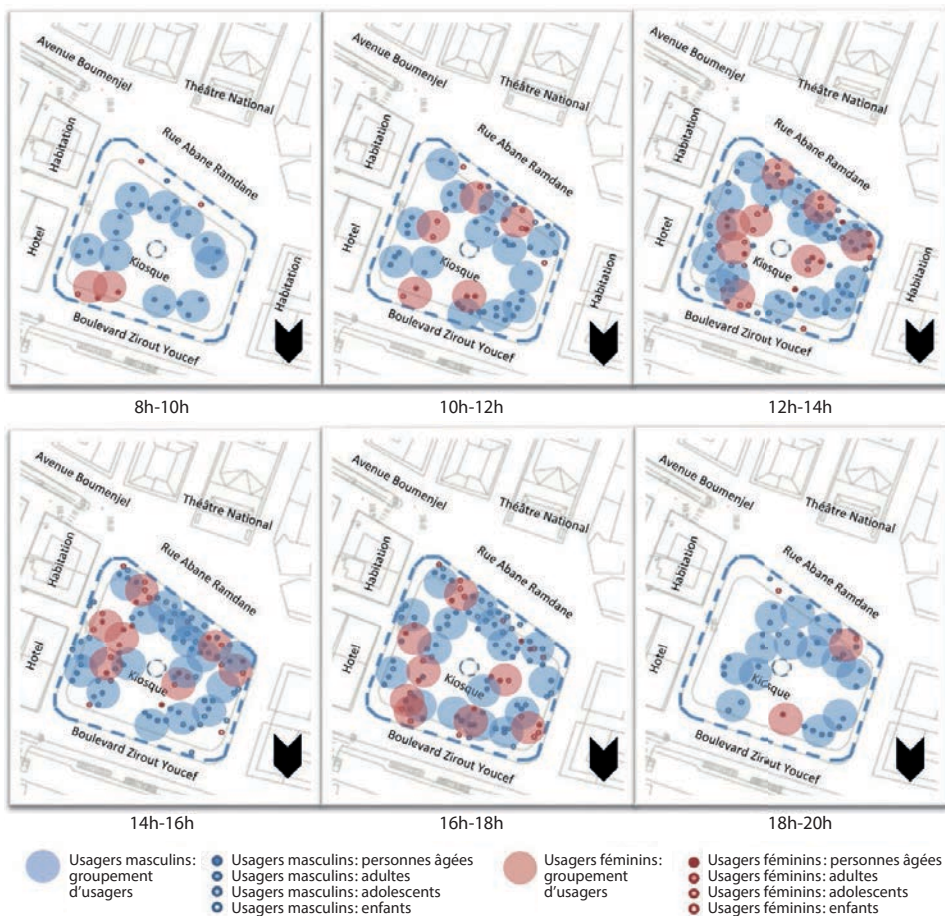 Avenue Boumenjel
Théâtre National
Habitation
Rue Abane Ramdane
Hotel
Kiosque
Habitation
Boulevard Zirout Youcef
8h-10h
Avenue Boumenjel
Théâtre National
Habitation
Rue Abane Ramdane
Hotel
Kiosque
Habitation
Boulevard Zirout Youcef
10h-12h
Avenue Boumenjel
Théâtre National
Habitation
Rue Abane Ramdane
Hotel
Kiosque
Habitation
Boulevard Zirout Youcef
12h-14h
Avenue Boumenjel
Théâtre National
Habitation
Rue Abane Ramdane
Hotel
Kiosque
Boulevard Zirout Youcef
14h-16h
Avenue Boumenjel
Théâtre National
Habitation
Rue Abane Ramdane
Hotel
Kiosque
Boulevard Zirout Youcef
16h-18h
Avenue Boumenjel
Théâtre National
Habitation
Rue Abane Ramdane
Hotel
Kiosque
Boulevard Zirout Youcef
18h-20h
Usagers masculins:
groupement
d'usagers
Usagers masculins: personnes âgées
Usagers masculins: adultes
Usagers masculins: adolescents
Usagers masculins: enfants
Usagers féminins:
groupement
d'usagers
Usagers féminins: personnes âgées
Usagers féminins: adultes
Usagers féminins: adolescents
Usagers féminins: enfants